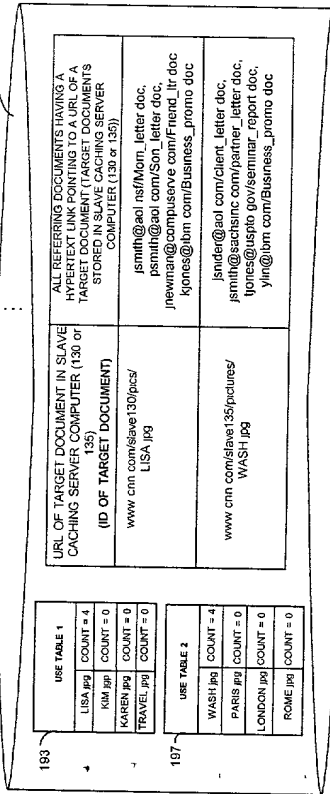 193
USE TABLE 1
LISA jpg COUNT = 4
KIM jgp COUNT = 0
KAREN jpg COUNT = 0
TRAVEL jpg COUNT = 0
197
USE TABLE 2
WASH jpg COUNT = 4
PARIS jpg COUNT = 0
LONDON jpg COUNT = 0
ROME jpg COUNT = 0
URL OF TARGET DOCUMENT IN SLAVE
CACHING SERVER COMPUTER (130 or
135)
(ID OF TARGET DOCUMENT)
ALL REFERRING DOCUMENTS HAVING A
HYPERTEXT LINK POINTING TO A URL OF A
TARGET DOCUMENT (TARGET DOCUMENTS
STORED IN SLAVE CACHING SERVER
COMPUTER (130 or 135))
www cnn com/slave130/pics/
LISA jpg
jsmith@aol nsf/Mom_letter doc,
psmith@aol com/Son_letter doc,
jnewman@compuserve com/Friend_ltr doc
kjones@ibm com/Business_promo doc
www cnn com/slave135/pictures/
WASH jpg
Jsnider@aol com/client_letter doc,
jsmith@sachsinc com/partner_letter doc,
tjones@uspto gov/seminar_report doc,
ylin@ibm com/Business_promo doc